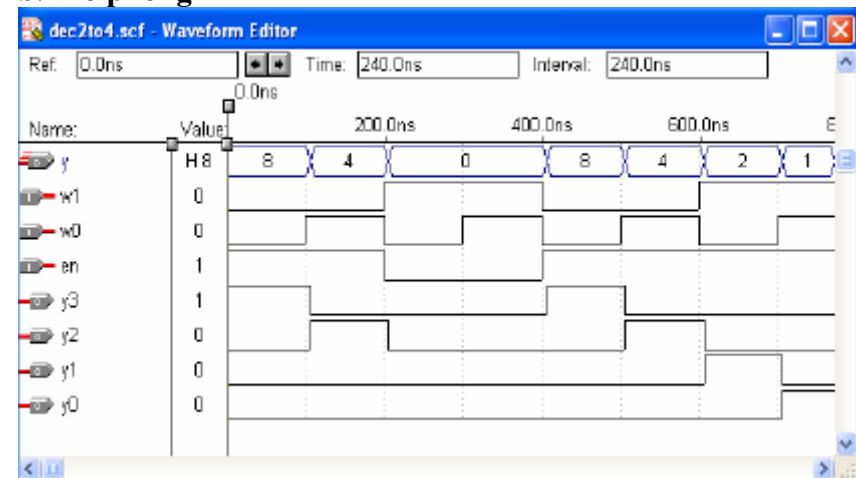 dec2to4.scf - Waveform Editor
Ref: 0.0ns Time: 240.0ns Interval: 240.0ns
0.0ns
Name: Value: 200.0ns 400.0ns 600.0ns
y H 8 8 4 0 8 4 2 1
w1 0
w0 0
en 1
y3 1
y2 0
y1 0
y0 0